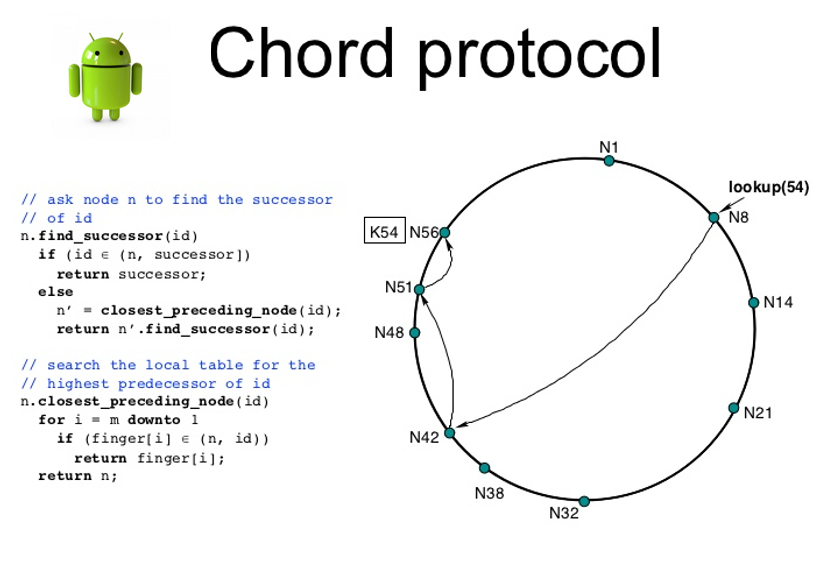 Chord protocol
// ask node n to find the successor
// of id
n.find_successor(id)
if (id ∈ (n, successor])
return successor;
else
n′ = closest_preceding_node(id);
return n′.find_successor(id);
// search the local table for the
// highest predecessor of id
n.closest_preceding_node(id)
for i = m downto 1
if (finger[i] ∈ (n, id))
return finger[i];
return n;
N1
lookup(54)
N8
K54 N56
N51
N14
N48
N21
N42
N38
N32